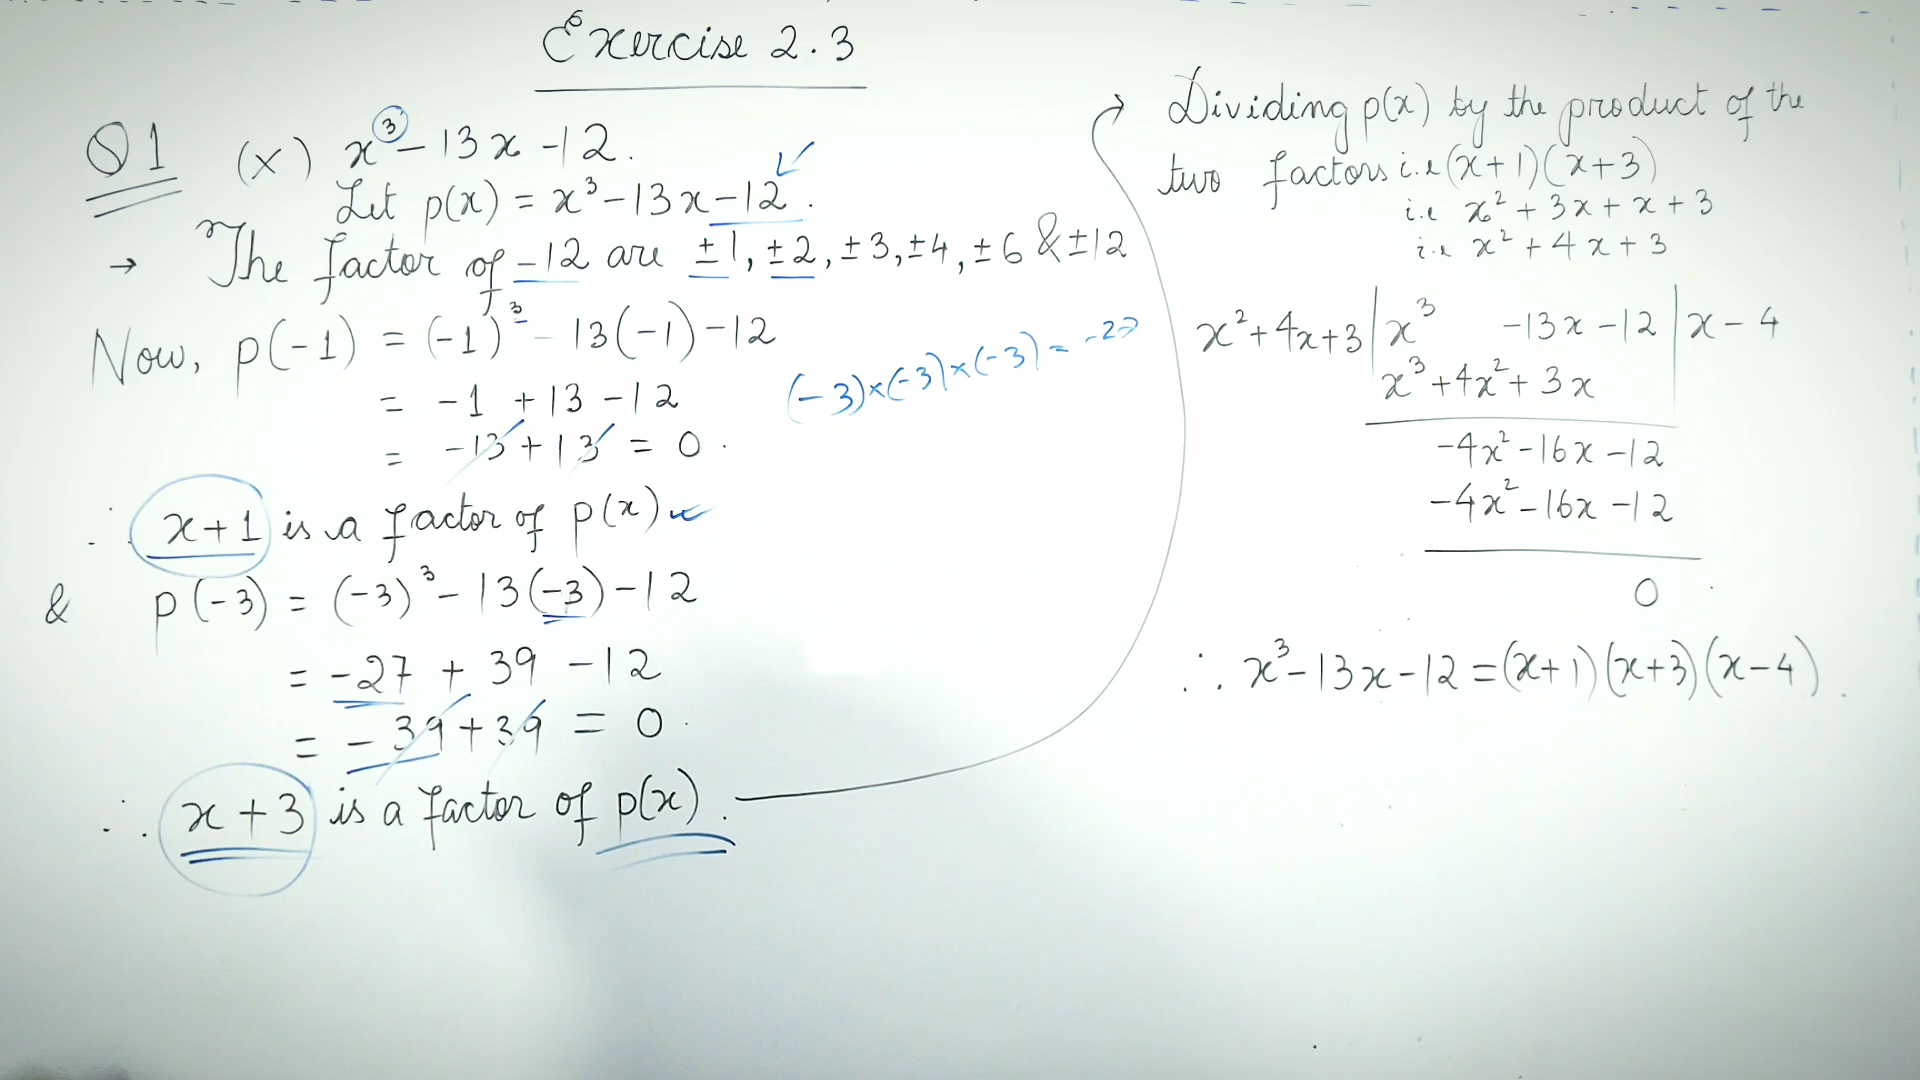 Exercise 2.3
Q1 (x) x³ - 13x - 12.
Let p(x) = x³ - 13x - 12.
→ The factor of -12 are ±1, ±2, ±3, ±4, ±6 & ±12
Now, p(-1) = (-1)³ - 13(-1) - 12
= -1 + 13 - 12
= -13 + 13 = 0.
∴ x+1 is a factor of p(x)
& p(-3) = (-3)³ - 13(-3) - 12
= -27 + 39 - 12
= -39 + 39 = 0.
∴ x+3 is a factor of p(x).
(-3)×(-3)×(-3) = -27
Dividing p(x) by the product of the
two factors i.e (x+1)(x+3)
i.e x² + 3x + x + 3
i.e x² + 4x + 3
x² + 4x + 3 | x³ - 13x - 12 | x - 4
x³ + 4x² + 3x
-4x² - 16x - 12
-4x² - 16x - 12
0
∴ x³ - 13x - 12 = (x+1)(x+3)(x-4).